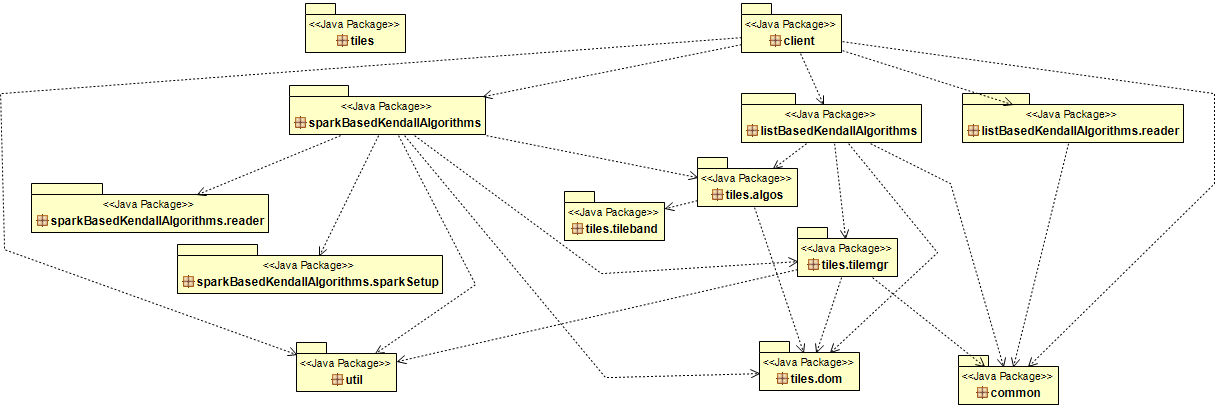 <<Java Package>>
tiles
<<Java Package>>
client
<<Java Package>>
sparkBasedKendallAlgorithms
<<Java Package>>
listBasedKendallAlgorithms
<<Java Package>>
listBasedKendallAlgorithms.reader
<<Java Package>>
tiles.algos
<<Java Package>>
sparkBasedKendallAlgorithms.reader
<<Java Package>>
tiles.tileband
<<Java Package>>
tiles.tilemgr
<<Java Package>>
sparkBasedKendallAlgorithms.sparkSetup
<<Java Package>>
util
<<Java Package>>
tiles.dom
<<Java Package>>
common